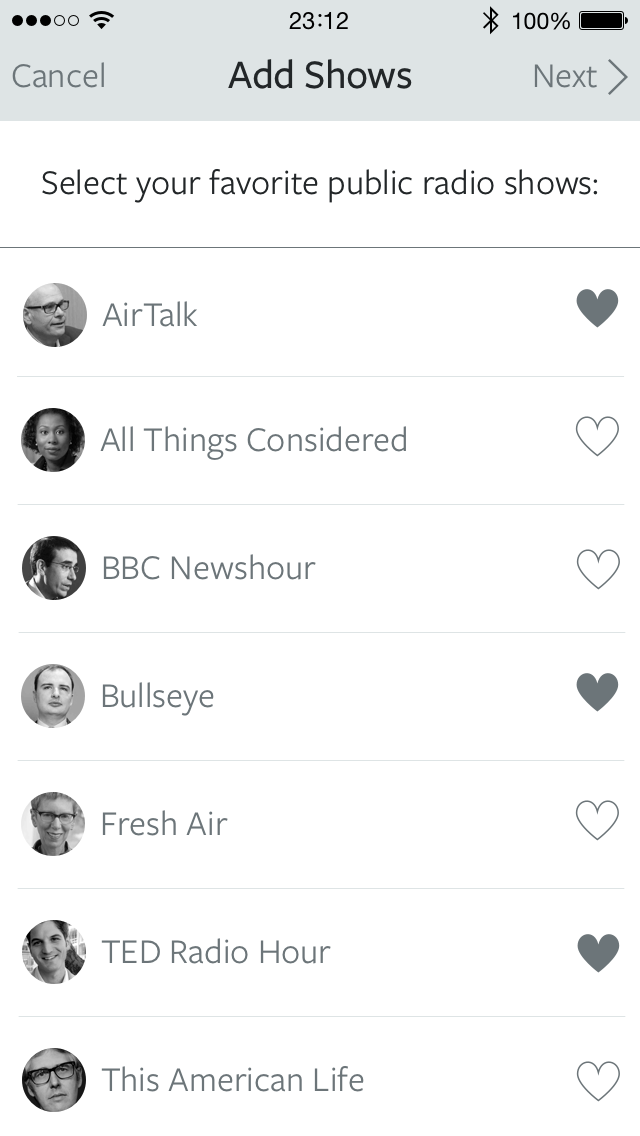 23:12
100%
Cancel
Add Shows
Next
Select your favorite public radio shows:
AirTalk
All Things Considered
BBC Newshour
Bullseye
Fresh Air
TED Radio Hour
This American Life